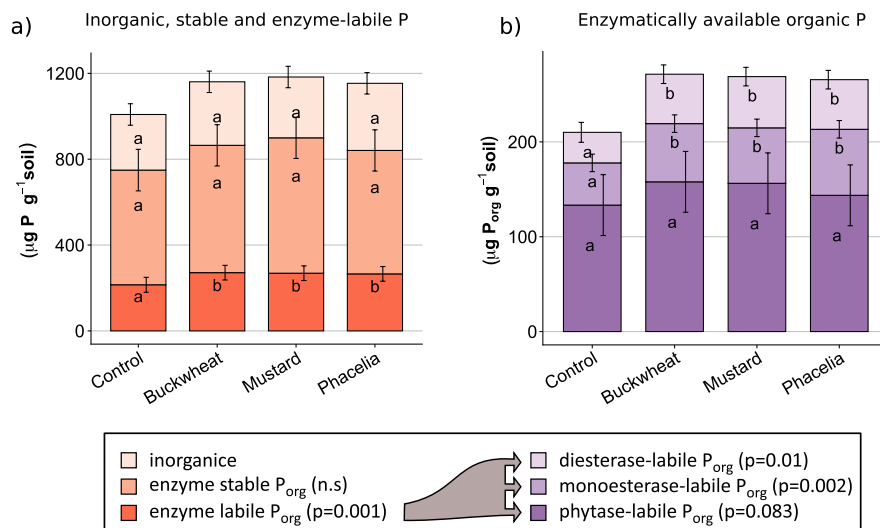 a) Inorganic, stable and enzyme-labile P
b) Enzymatically available organic P
(µg P g⁻¹soil)
1200
800
400
0
a a a a
a a a a
a b b b
Control Buckwheat Mustard Phacelia
(µg P_org g⁻¹soil)
200
100
0
a b b b
a b b b
a a a a
Control Buckwheat Mustard Phacelia
inorganice
enzyme stable P_org (n.s)
enzyme labile P_org (p=0.001)
diesterase-labile P_org (p=0.01)
monoesterase-labile P_org (p=0.002)
phytase-labile P_org (p=0.083)